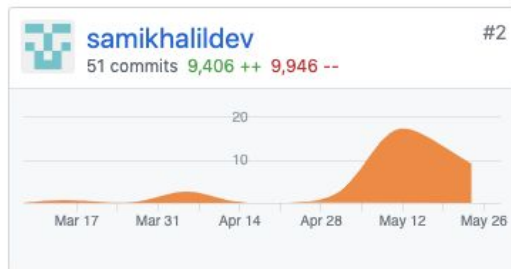 samikhalildev
#2
51 commits 9,406 ++ 9,946 --
20
10
Mar 17 Mar 31 Apr 14 Apr 28 May 12 May 26